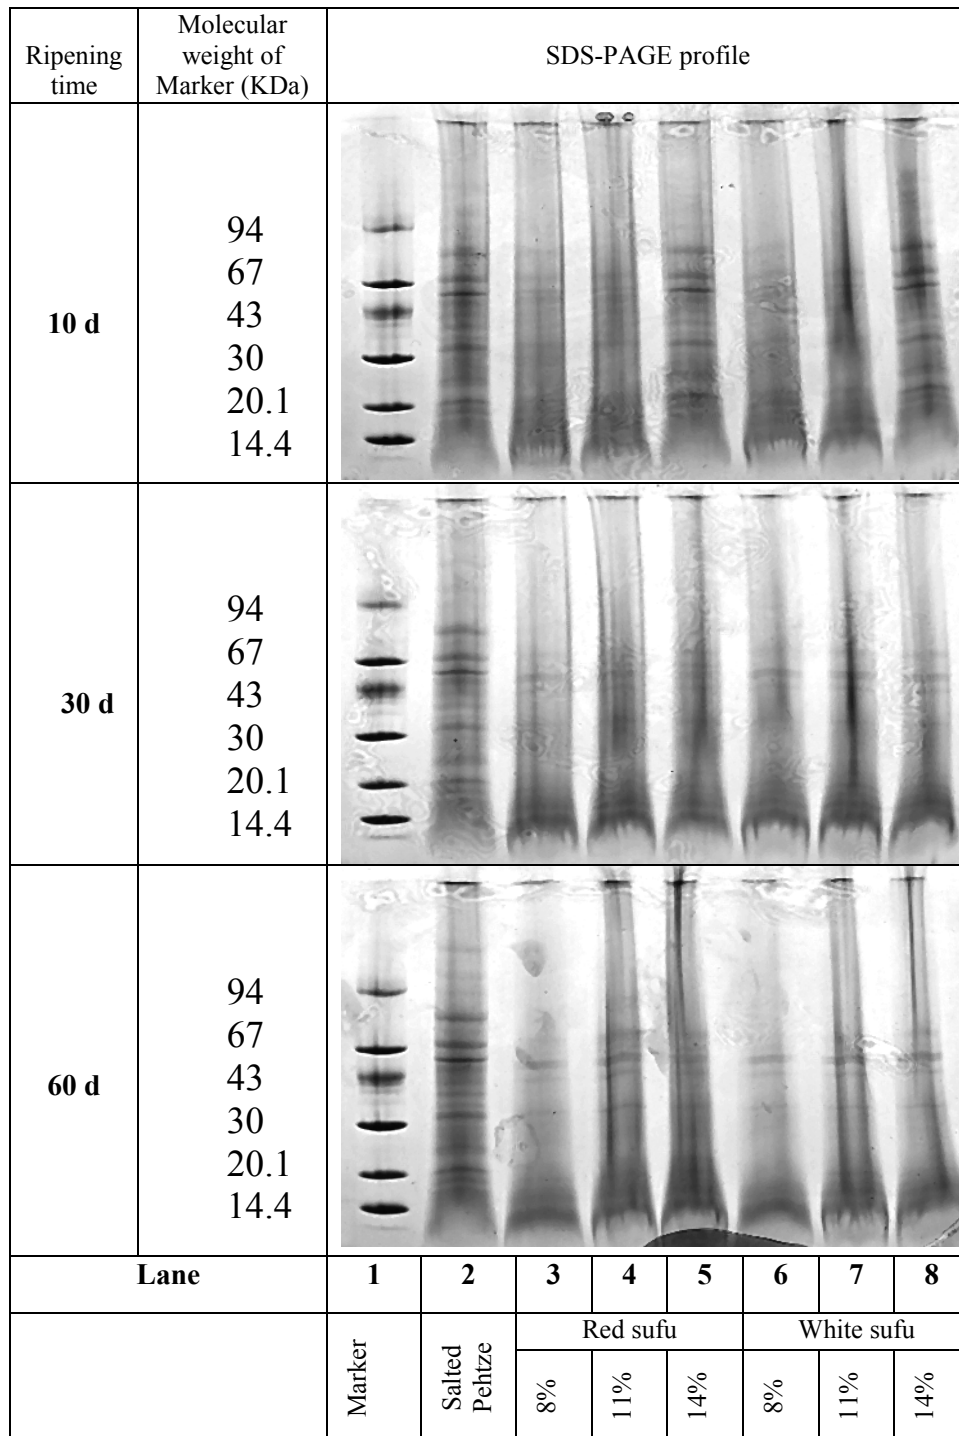 Ripening
time
Molecular
weight of
Marker (KDa)
SDS-PAGE profile
10 d
94
67
43
30
20.1
14.4
30 d
94
67
43
30
20.1
14.4
60 d
94
67
43
30
20.1
14.4
Lane
1
2
3
4
5
6
7
8
Marker
Salted
Pehtze
Red sufu
White sufu
8%
11%
14%
8%
11%
14%